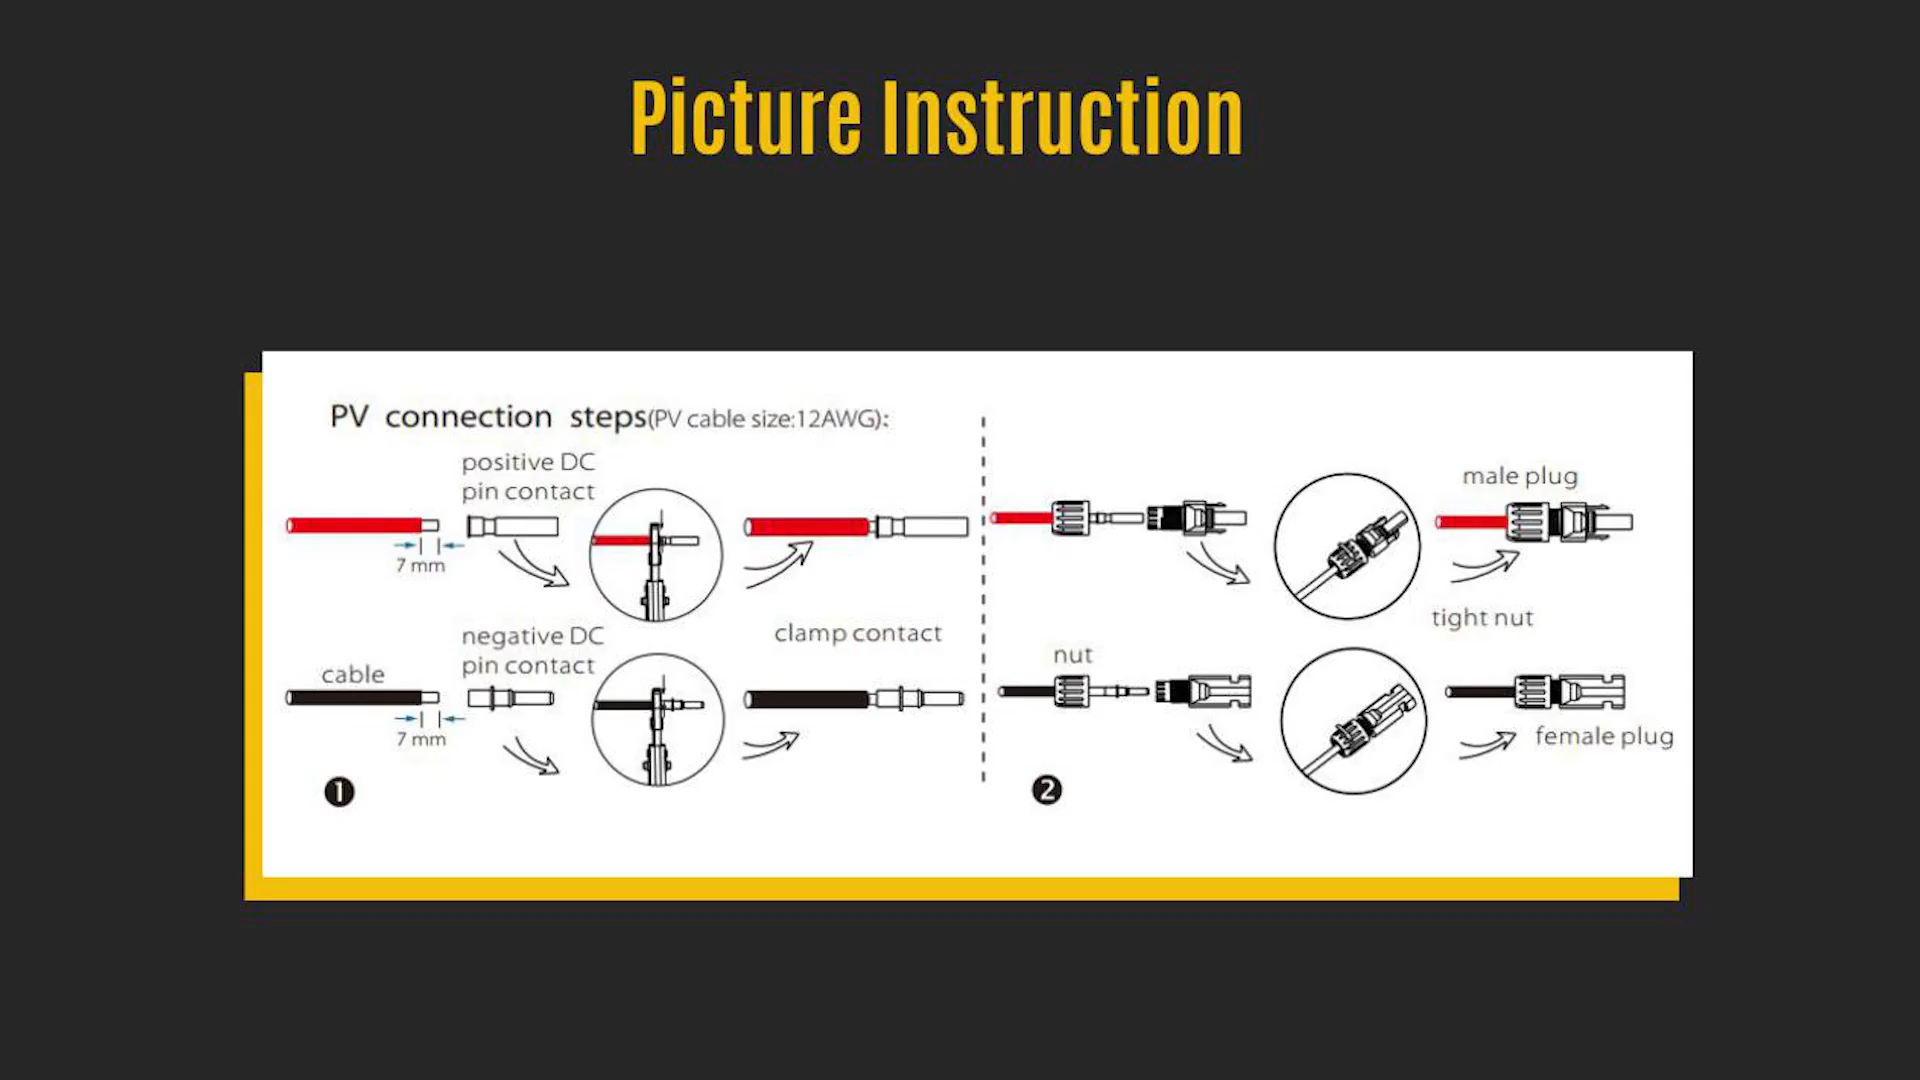 Picture Instruction
PV connection steps(PV cable size:12AWG):
positive DC
pin contact
7 mm
negative DC
pin contact
cable
7 mm
clamp contact
1
male plug
tight nut
nut
female plug
2